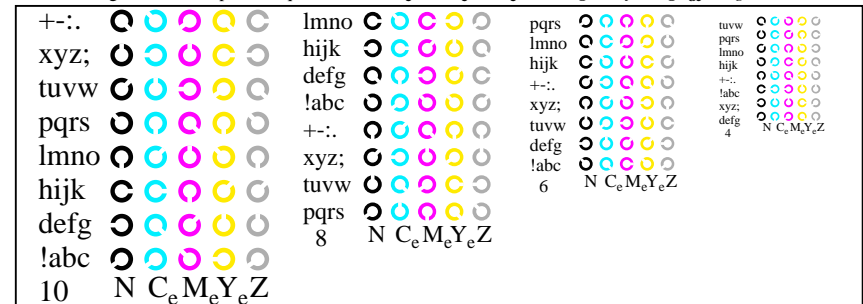 +-:.
xyz;
tuvw
pqrs
lmno
hijk
defg
!abc
10 N CeMeYeZ
lmno
hijk
defg
!abc
+-:.
xyz;
tuvw
pqrs
8 N CeMeYeZ
pqrs
lmno
hijk
+-:.
xyz;
tuvw
defg
!abc
6 N CeMeYeZ
tuvw
pqrs
lmno
hijk
+-:.
!abc
xyz;
defg
4 N CeMeYeZ